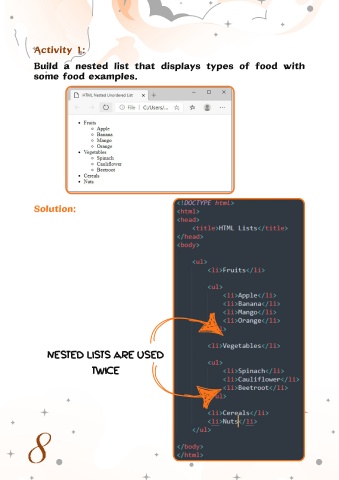 Activity 1:
Build a nested list that displays types of food with
some food examples.
HTML Nested Unordered List
File | C:/Users/...
Fruits
Apple
Banana
Mango
Orange
Vegetables
Spinach
Cauliflower
Beetroot
Cereals
Nuts
Solution:
<!DOCTYPE html>
<html>
<head>
<title>HTML Lists</title>
</head>
<body>
<ul>
<li>Fruits</li>
<ul>
<li>Apple</li>
<li>Banana</li>
<li>Mango</li>
<li>Orange</li>
<li>Vegetables</li>
<ul>
<li>Spinach</li>
<li>Cauliflower</li>
<li>Beetroot</li>
ul>
<li>Cereals</li>
<li>Nuts</li>
</ul>
</body>
</html>
NESTED LISTS ARE USED
TWICE
8